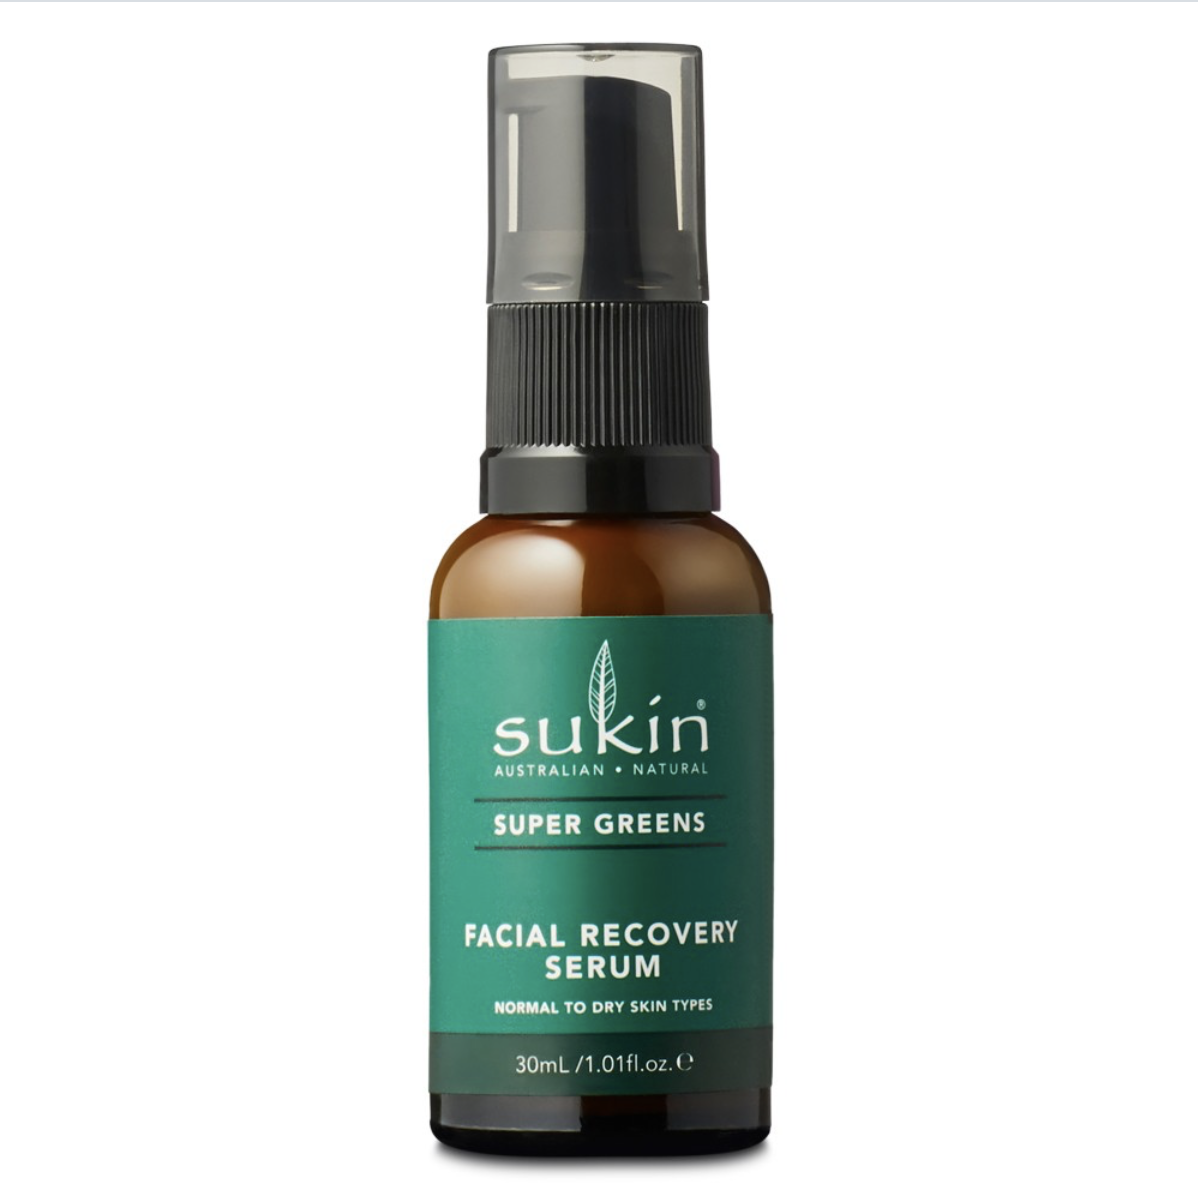 sukin®
AUSTRALIAN • NATURAL
SUPER GREENS
FACIAL RECOVERY
SERUM
NORMAL TO DRY SKIN TYPES
30mL /1.01fl.oz. ℮